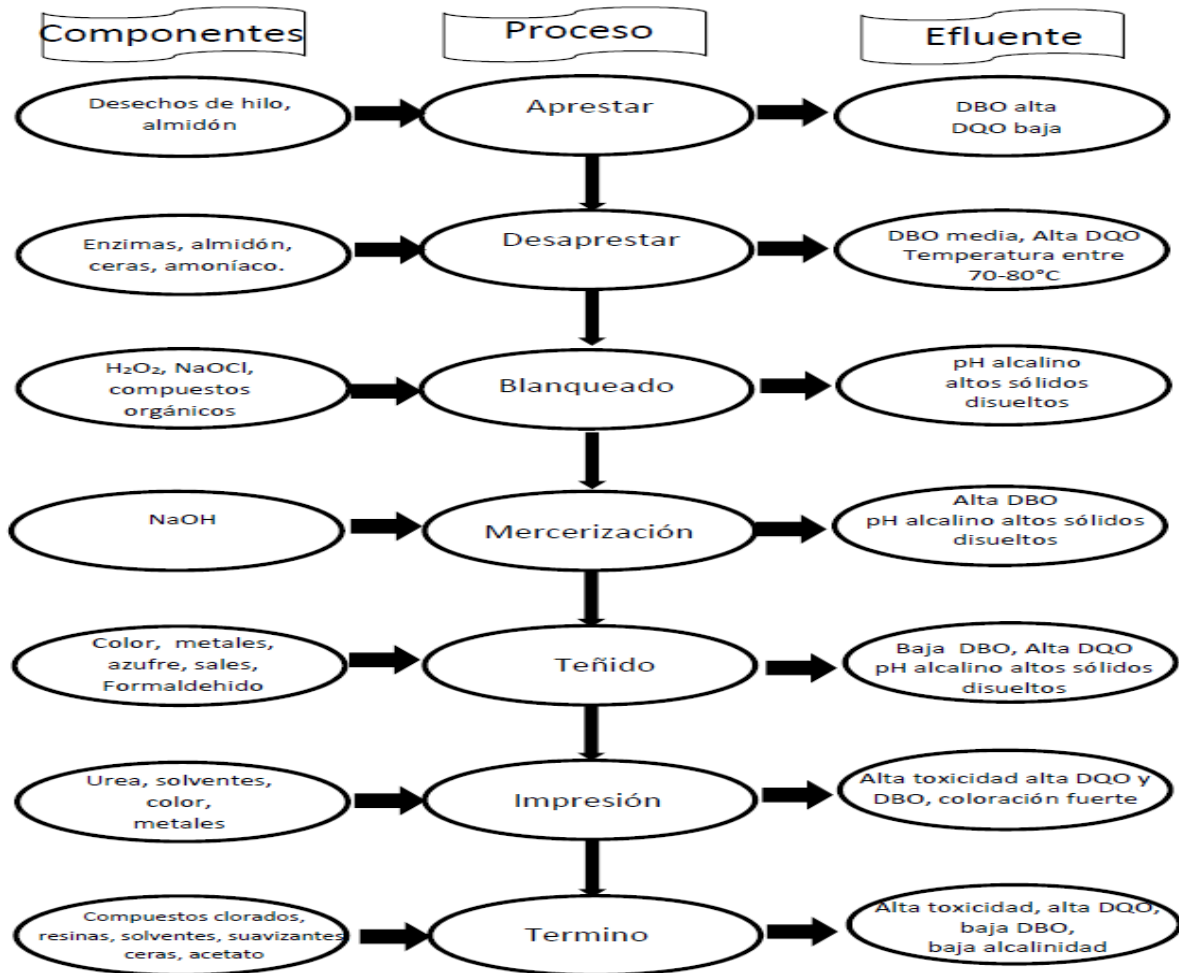 Componentes
Proceso
Efluente
Desechos de hilo,
almidón
Aprestar
DBO alta
DQO baja
Enzimas, almidón,
ceras, amoníaco.
Desaprestar
DBO media, Alta DQO
Temperatura entre
70-80°C
H₂O₂, NaOCl,
compuestos
orgánicos
Blanqueado
pH alcalino
altos sólidos
disueltos
NaOH
Mercerización
Alta DBO
pH alcalino altos sólidos
disueltos
Color, metales,
azufre, sales,
Formaldehido
Teñido
Baja DBO, Alta DQO
pH alcalino altos sólidos
disueltos
Urea, solventes,
color,
metales
Impresión
Alta toxicidad alta DQO y
DBO, coloración fuerte
Compuestos clorados,
resinas, solventes, suavizantes
ceras, acetato
Termino
Alta toxicidad, alta DQO,
baja DBO,
baja alcalinidad